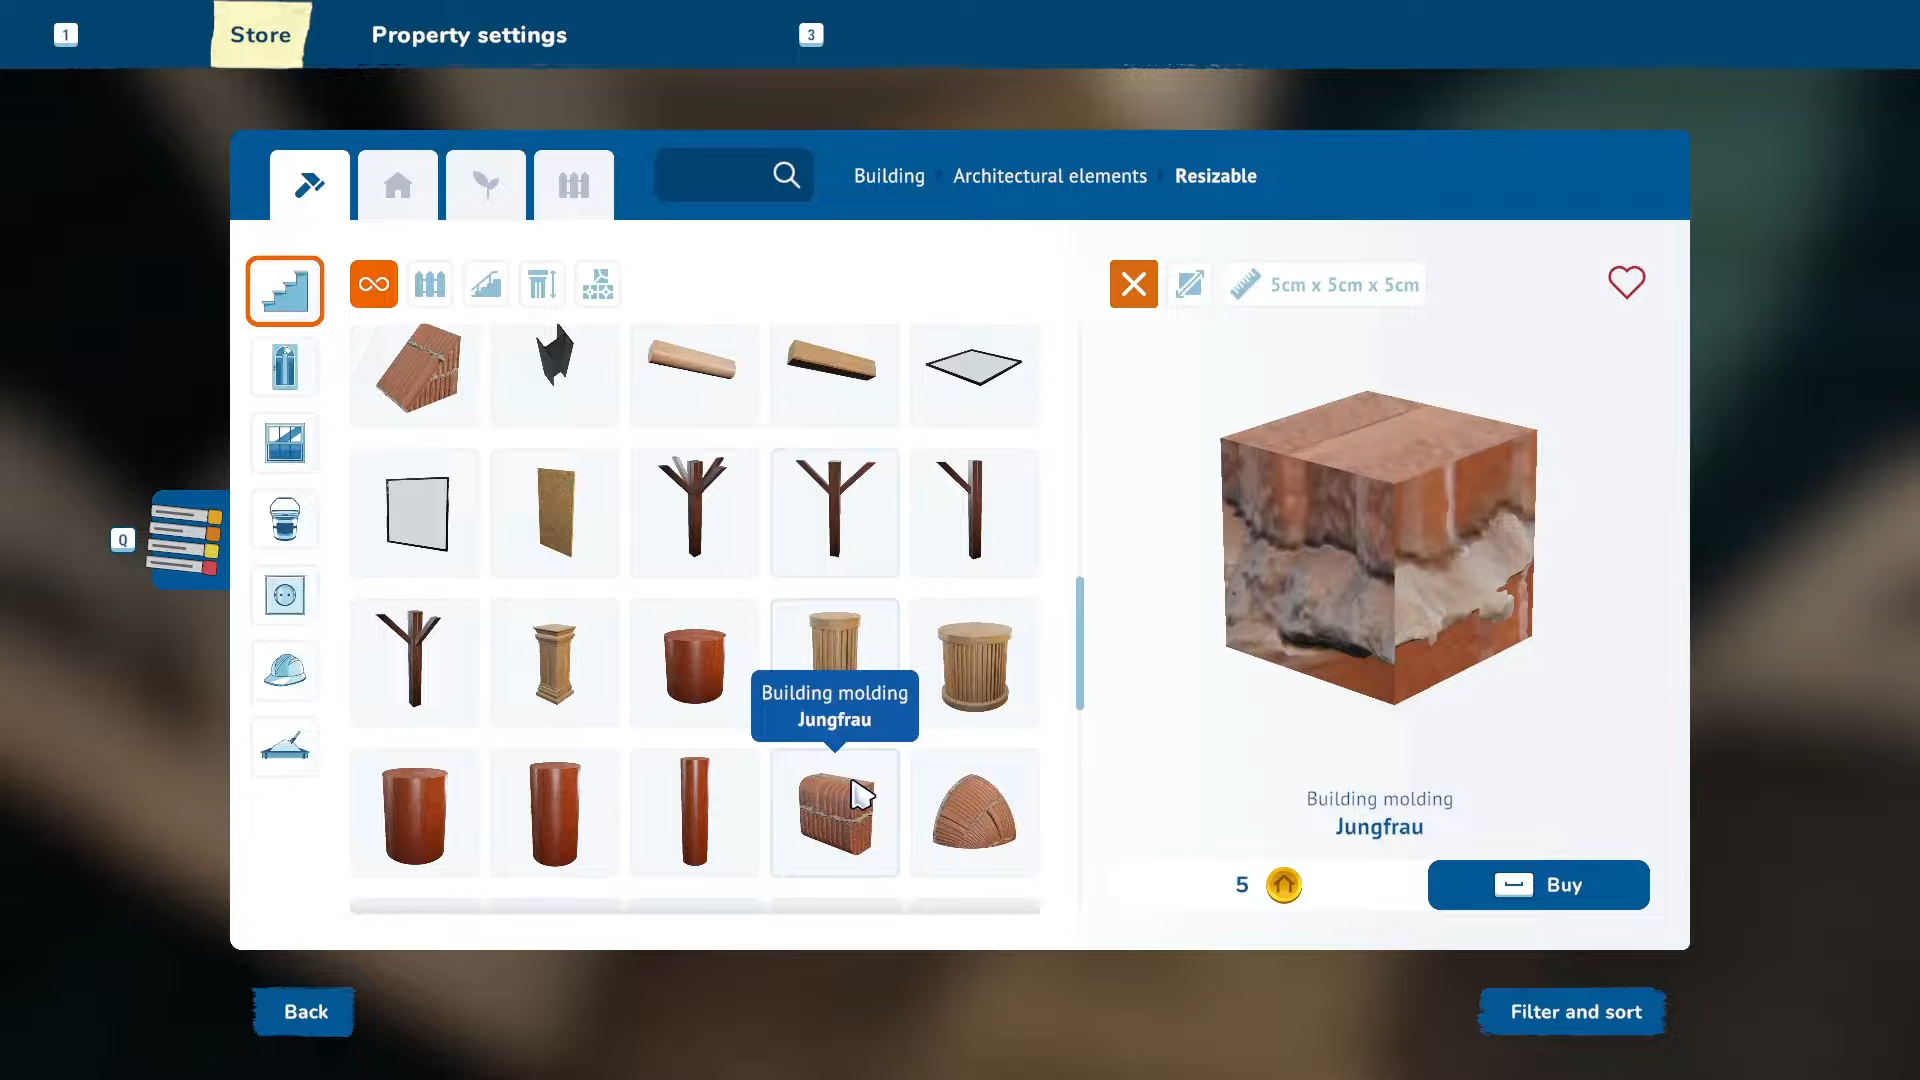 1
Store
Property settings
3
Building
Architectural elements
Resizable
5cm x 5cm x 5cm
Q
Building molding
Jungfrau
Building molding
Jungfrau
5
Buy
Back
Filter and sort